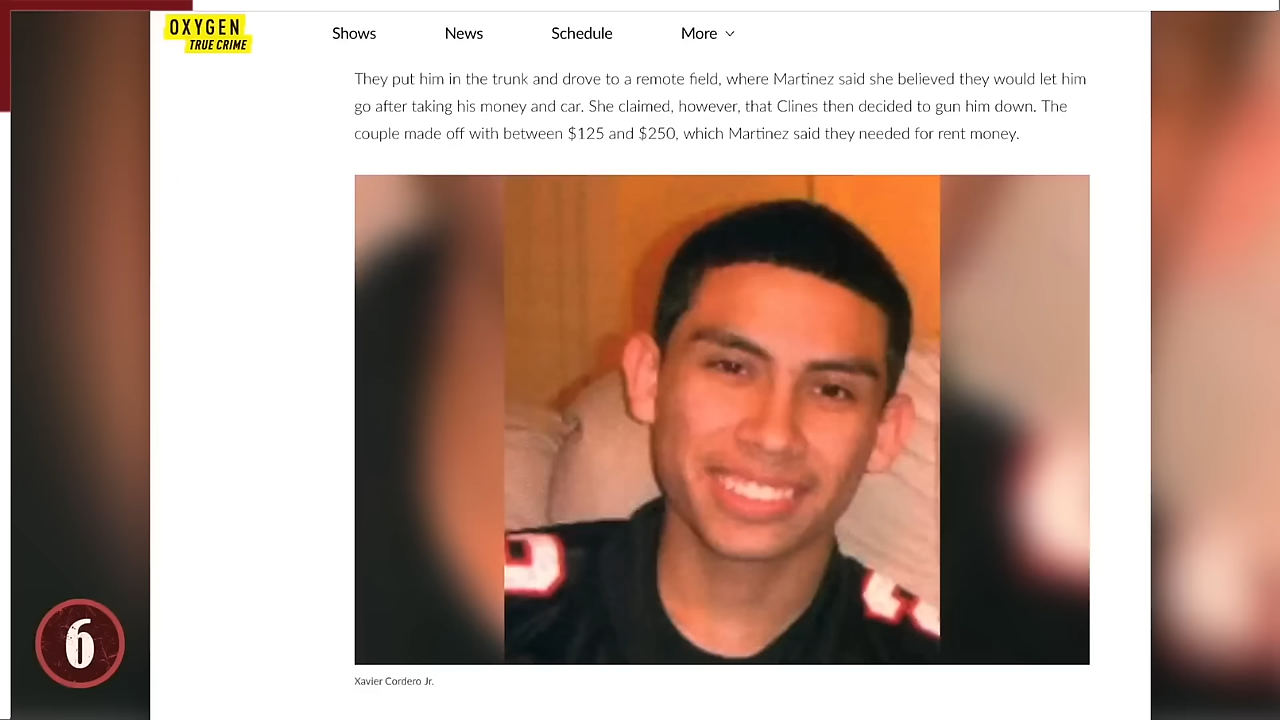 OXYGEN
TRUE CRIME
Shows News Schedule More
They put him in the trunk and drove to a remote field, where Martinez said she believed they would let him
go after taking his money and car. She claimed, however, that Clines then decided to gun him down. The
couple made off with between $125 and $250, which Martinez said they needed for rent money.
Xavier Cordero Jr.
6